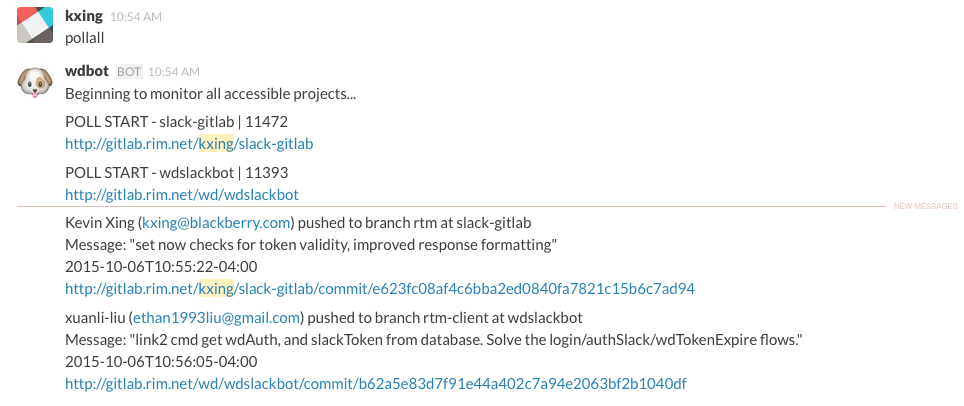 kxing 10:54 AM
pollall
wdbot BOT 10:54 AM
Beginning to monitor all accessible projects...
POLL START - slack-gitlab | 11472
http://gitlab.rim.net/kxing/slack-gitlab
POLL START - wdslackbot | 11393
http://gitlab.rim.net/wd/wdslackbot
NEW MESSAGES
Kevin Xing (kxing@blackberry.com) pushed to branch rtm at slack-gitlab
Message: "set now checks for token validity, improved response formatting"
2015-10-06T10:55:22-04:00
http://gitlab.rim.net/kxing/slack-gitlab/commit/e623fc08af4c6bba2ed0840fa7821c15b6c7ad94
xuanli-liu (ethan1993liu@gmail.com) pushed to branch rtm-client at wdslackbot
Message: "link2 cmd get wdAuth, and slackToken from database. Solve the login/authSlack/wdTokenExpire flows."
2015-10-06T10:56:05-04:00
http://gitlab.rim.net/wd/wdslackbot/commit/b62a5e83d7f91e44a402c7a94e2063bf2b1040df